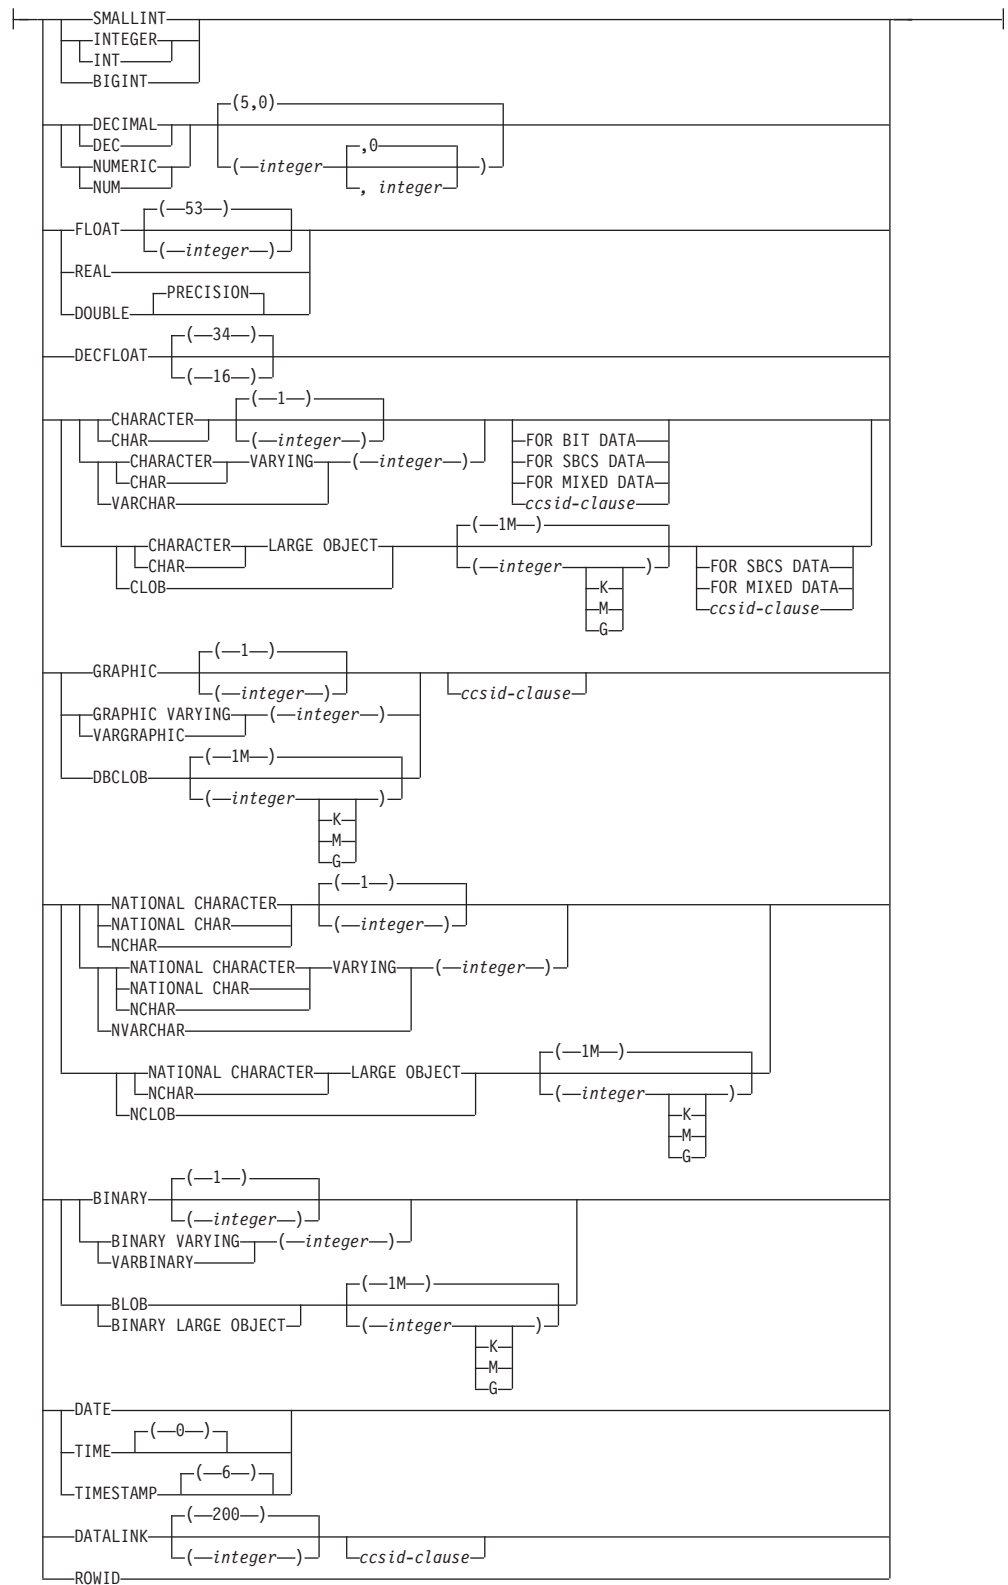 SMALLINT
INTEGER
INT
BIGINT
(5,0)
DECIMAL
DEC
,0
NUMERIC
( integer )
NUM
, integer
( 53 )
FLOAT
( integer )
REAL
PRECISION
DOUBLE
( 34 )
DECFLOAT
( 16 )
( 1 )
CHARACTER
CHAR
( integer )
FOR BIT DATA
CHARACTER VARYING ( integer )
FOR SBCS DATA
CHAR
FOR MIXED DATA
VARCHAR
ccsid-clause
( 1M )
CHARACTER LARGE OBJECT
CHAR
( integer )
FOR SBCS DATA
CLOB
K
FOR MIXED DATA
M
ccsid-clause
G
( 1 )
GRAPHIC
( integer )
ccsid-clause
GRAPHIC VARYING ( integer )
VARGRAPHIC
( 1M )
DBCLOB
( integer )
K
M
G
( 1 )
NATIONAL CHARACTER
NATIONAL CHAR
( integer )
NCHAR
NATIONAL CHARACTER VARYING ( integer )
NATIONAL CHAR
NCHAR
NVARCHAR
( 1M )
NATIONAL CHARACTER LARGE OBJECT
NCHAR
( integer )
NCLOB
K
M
G
( 1 )
BINARY
( integer )
BINARY VARYING ( integer )
VARBINARY
( 1M )
BLOB
BINARY LARGE OBJECT
( integer )
K
M
G
DATE
( 0 )
TIME
( 6 )
TIMESTAMP
( 200 )
DATALINK
( integer )
ccsid-clause
ROWID